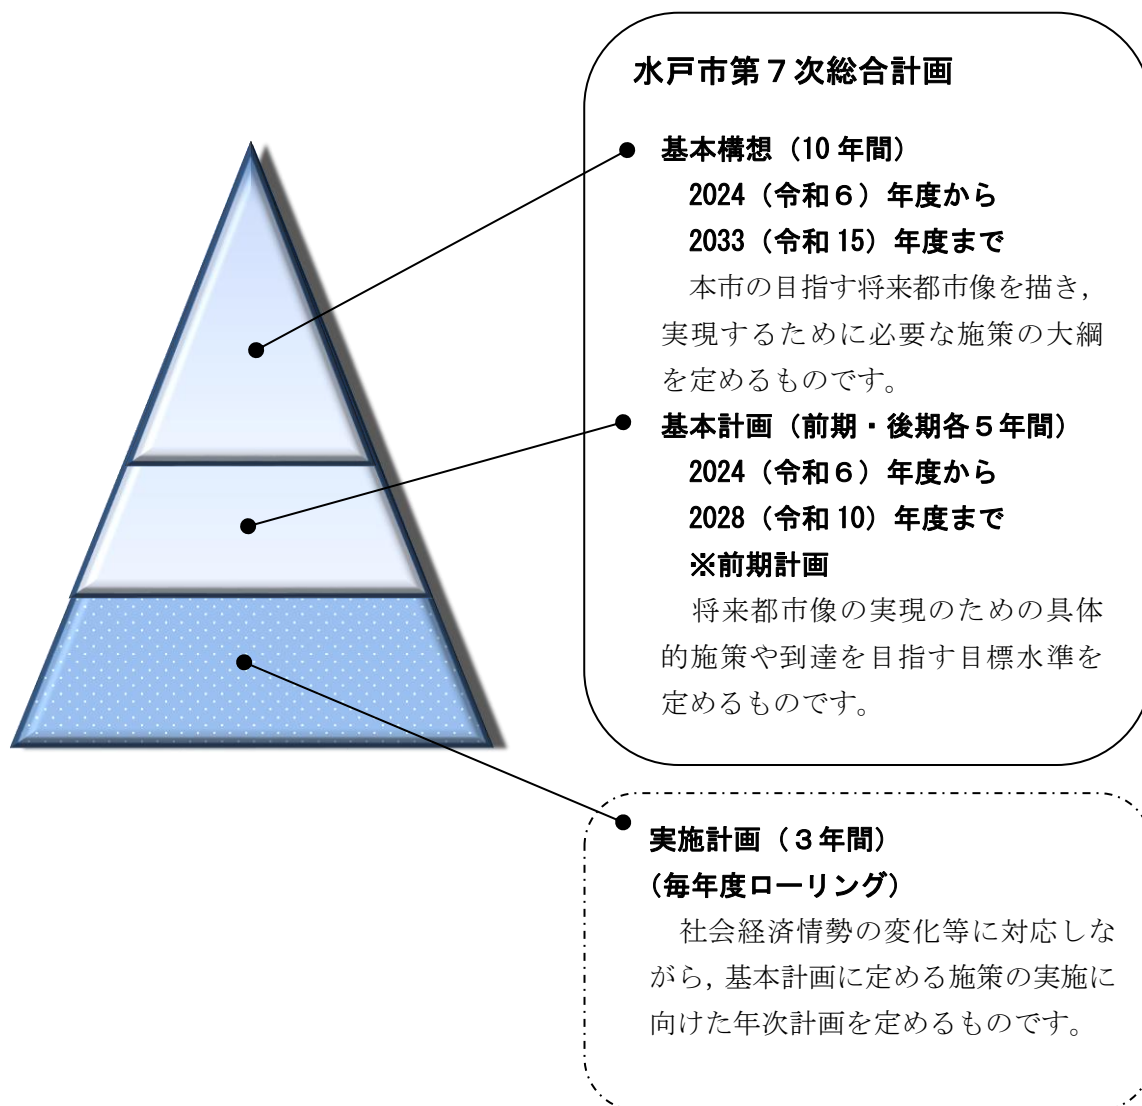 水戸市第７次総合計画
基本構想（10 年間）
2024（令和６）年度から
2033（令和 15）年度まで
本市の目指す将来都市像を描き，
実現するために必要な施策の大綱
を定めるものです。
基本計画（前期・後期各５年間）
2024（令和６）年度から
2028（令和 10）年度まで
※前期計画
将来都市像の実現のための具体
的施策や到達を目指す目標水準を
定めるものです。
実施計画（３年間）
（毎年度ローリング）
社会経済情勢の変化等に対応しな
がら，基本計画に定める施策の実施に
向けた年次計画を定めるものです。